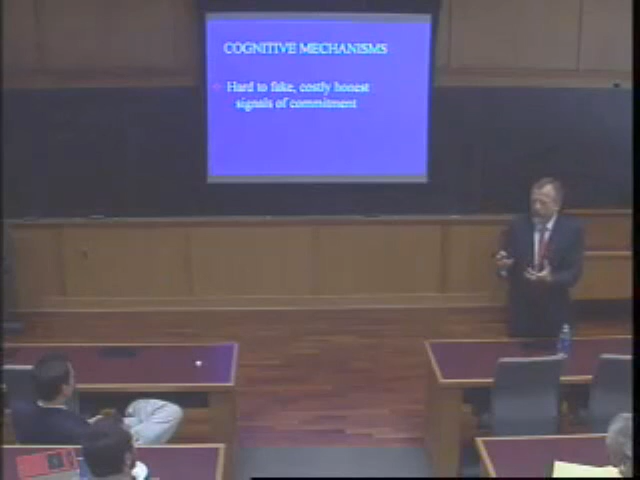 COGNITIVE MECHANISMS
Hard to fake, costly honest
signals of commitment